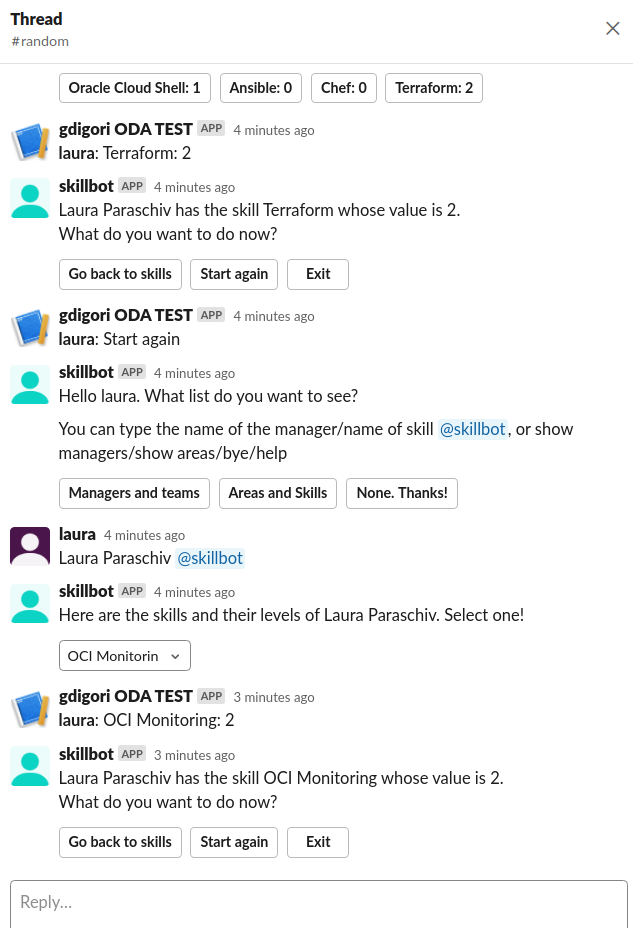 Thread
#random
Oracle Cloud Shell: 1 Ansible: 0 Chef: 0 Terraform: 2
gdigori ODA TEST APP 4 minutes ago
laura: Terraform: 2
skillbot APP 4 minutes ago
Laura Paraschiv has the skill Terraform whose value is 2.
What do you want to do now?
Go back to skills Start again Exit
gdigori ODA TEST APP 4 minutes ago
laura: Start again
skillbot APP 4 minutes ago
Hello laura. What list do you want to see?
You can type the name of the manager/name of skill @skillbot, or show
managers/show areas/bye/help
Managers and teams Areas and Skills None. Thanks!
laura 4 minutes ago
Laura Paraschiv @skillbot
skillbot APP 4 minutes ago
Here are the skills and their levels of Laura Paraschiv. Select one!
OCI Monitorin
gdigori ODA TEST APP 3 minutes ago
laura: OCI Monitoring: 2
skillbot APP 3 minutes ago
Laura Paraschiv has the skill OCI Monitoring whose value is 2.
What do you want to do now?
Go back to skills Start again Exit
Reply...